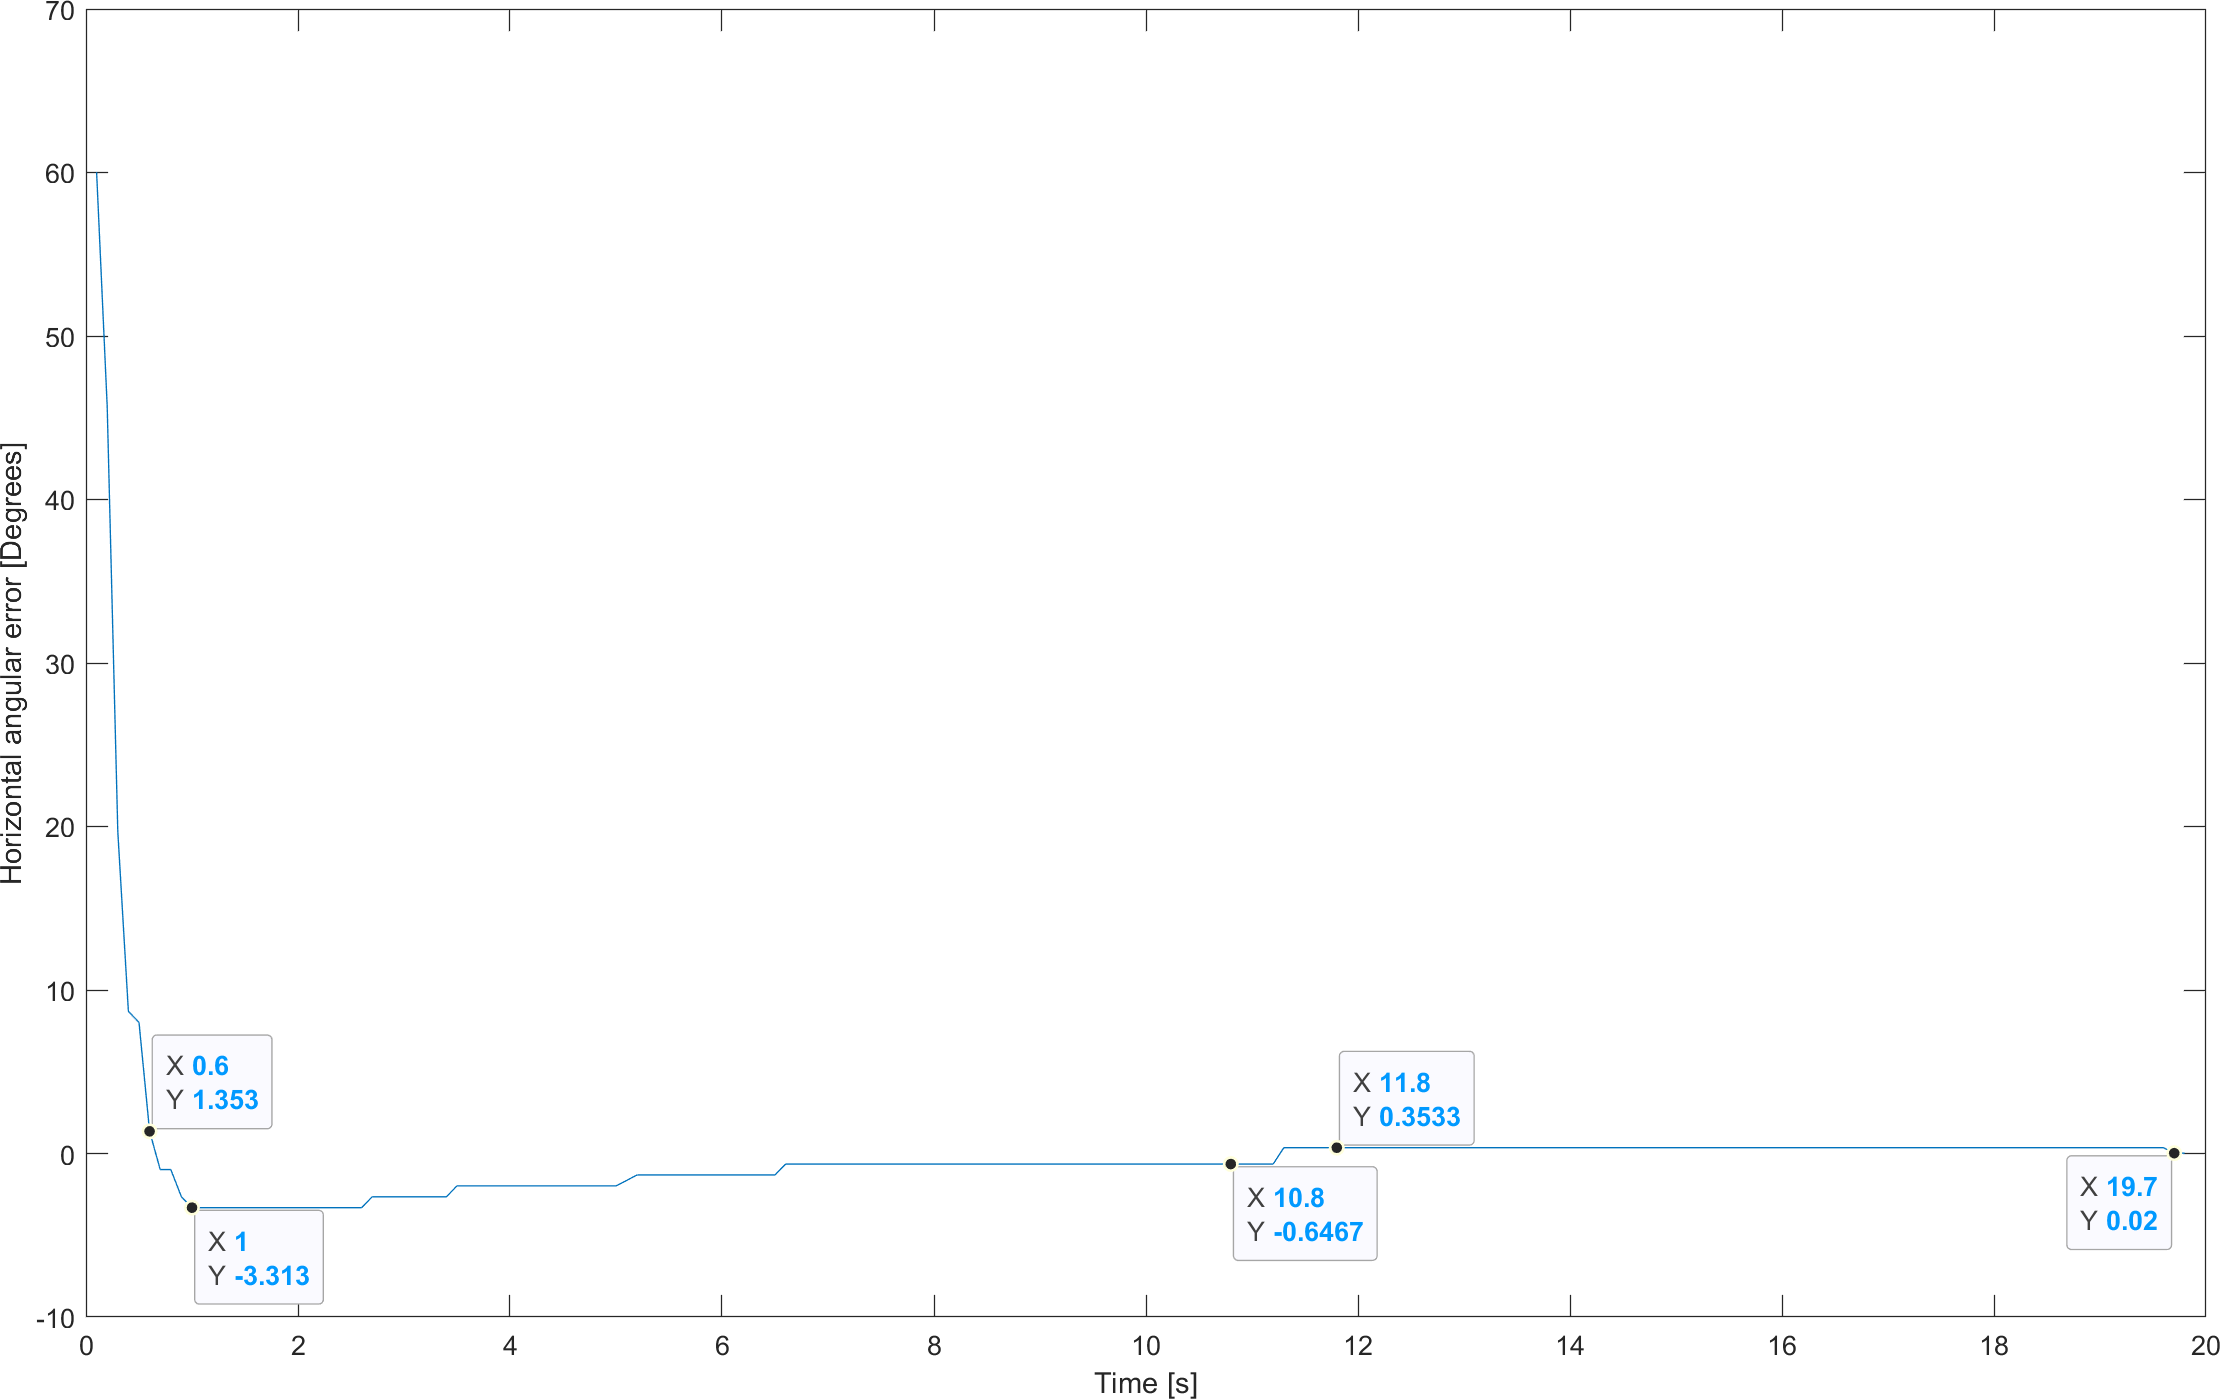 70
60
50
40
30
20
10
0
-10
Horizontal angular error [Degrees]
X 0.6
Y 1.353
X 1
Y -3.313
X 10.8
Y -0.6467
X 11.8
Y 0.3533
X 19.7
Y 0.02
0 2 4 6 8 10 12 14 16 18 20
Time [s]